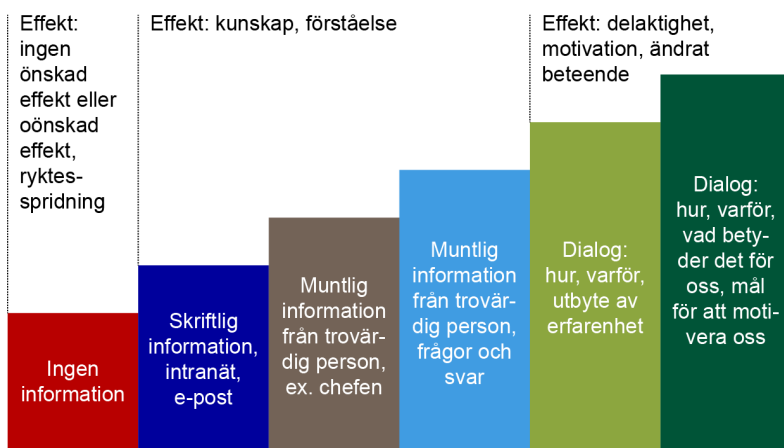 Effekt:
ingen
önskad
effekt eller
oönskad
effekt,
ryktes-
spridning
Effekt: kunskap, förståelse
Effekt: delaktighet,
motivation, ändrat
beteende
Ingen
information
Skriftlig
information,
intranät,
e-post
Muntlig
information
från trovär-
dig person,
ex. chefen
Muntlig
information
från trovär-
dig person,
frågor och
svar
Dialog:
hur, varför,
utbyte av
erfarenhet
Dialog:
hur, varför,
vad bety-
der det för
oss, mål
för att moti-
vera oss